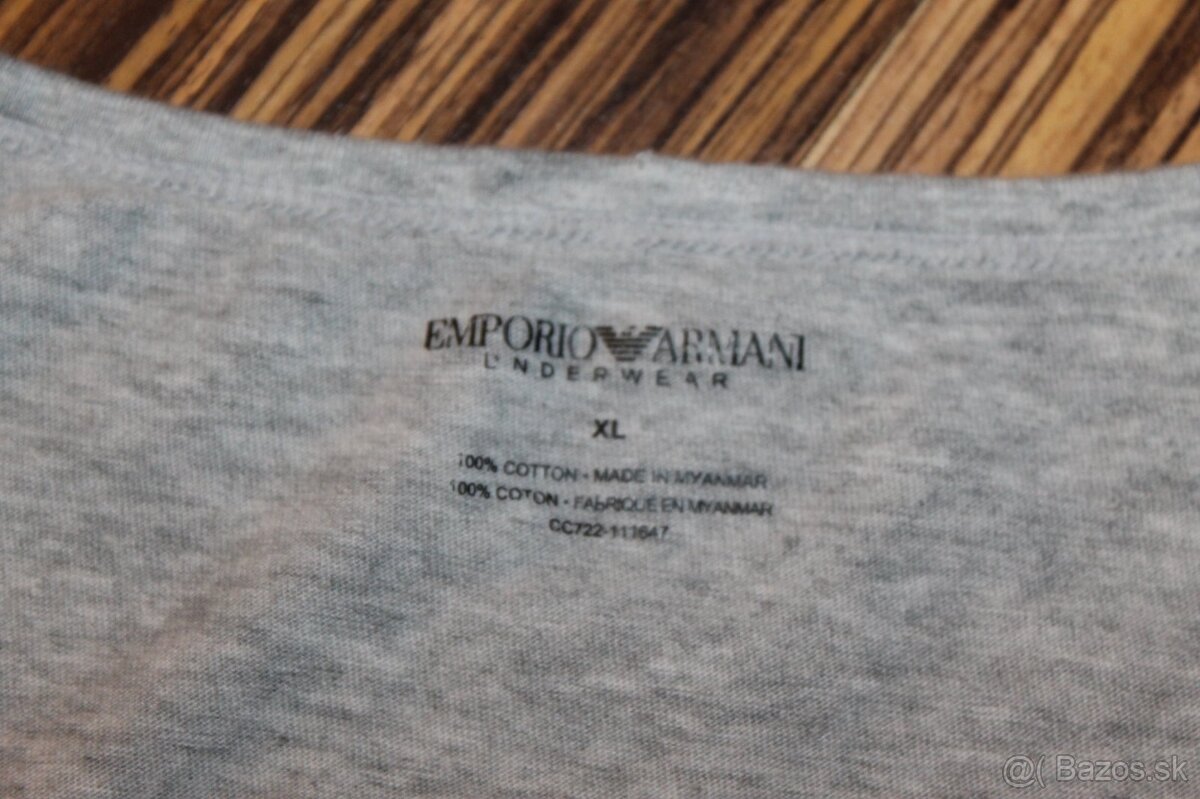 EMPORIO ARMANI
UNDERWEAR
XL
100% COTTON - MADE IN MYANMAR
100% COTON - FABRIQUE EN MYANMAR
CC722-111647
@( Bazos.sk